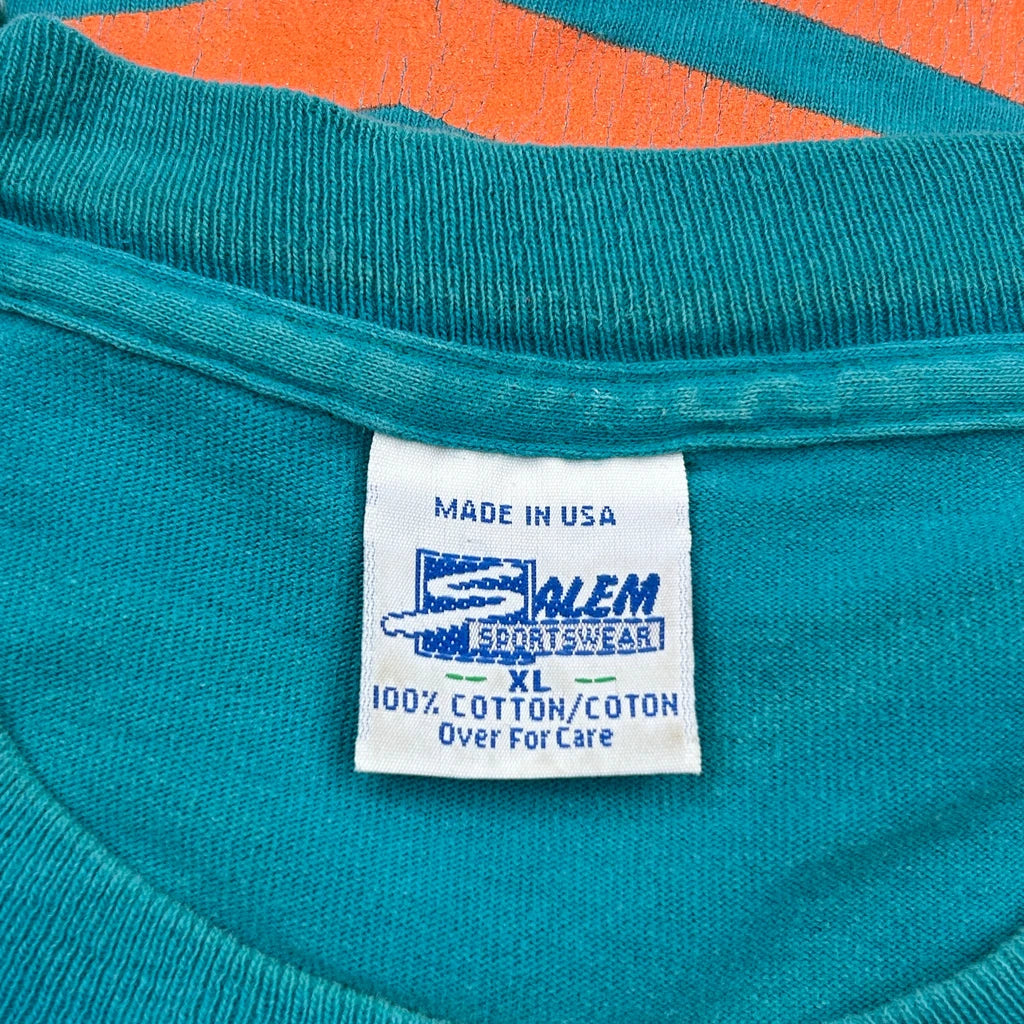 MADE IN USA
SALEM
SPORTSWEAR
XL
100% COTTON/COTON
Over For Care